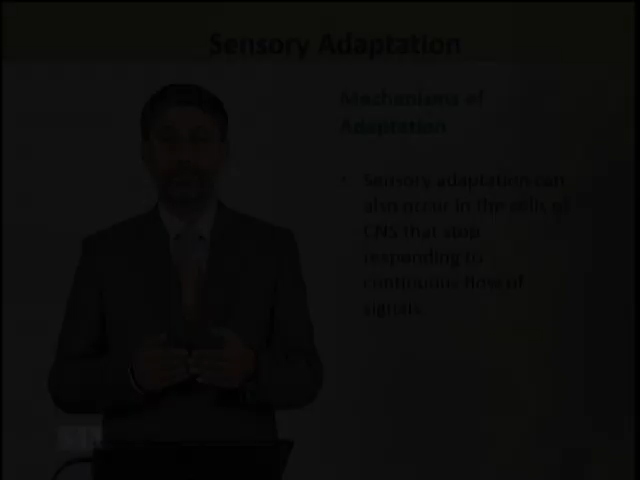 Sensory Adaptation
Mechanisms of
Adaptation
• Sensory adaptation can
also occur in the cells of
CNS that stop
responding to
continuous flow of
signals.